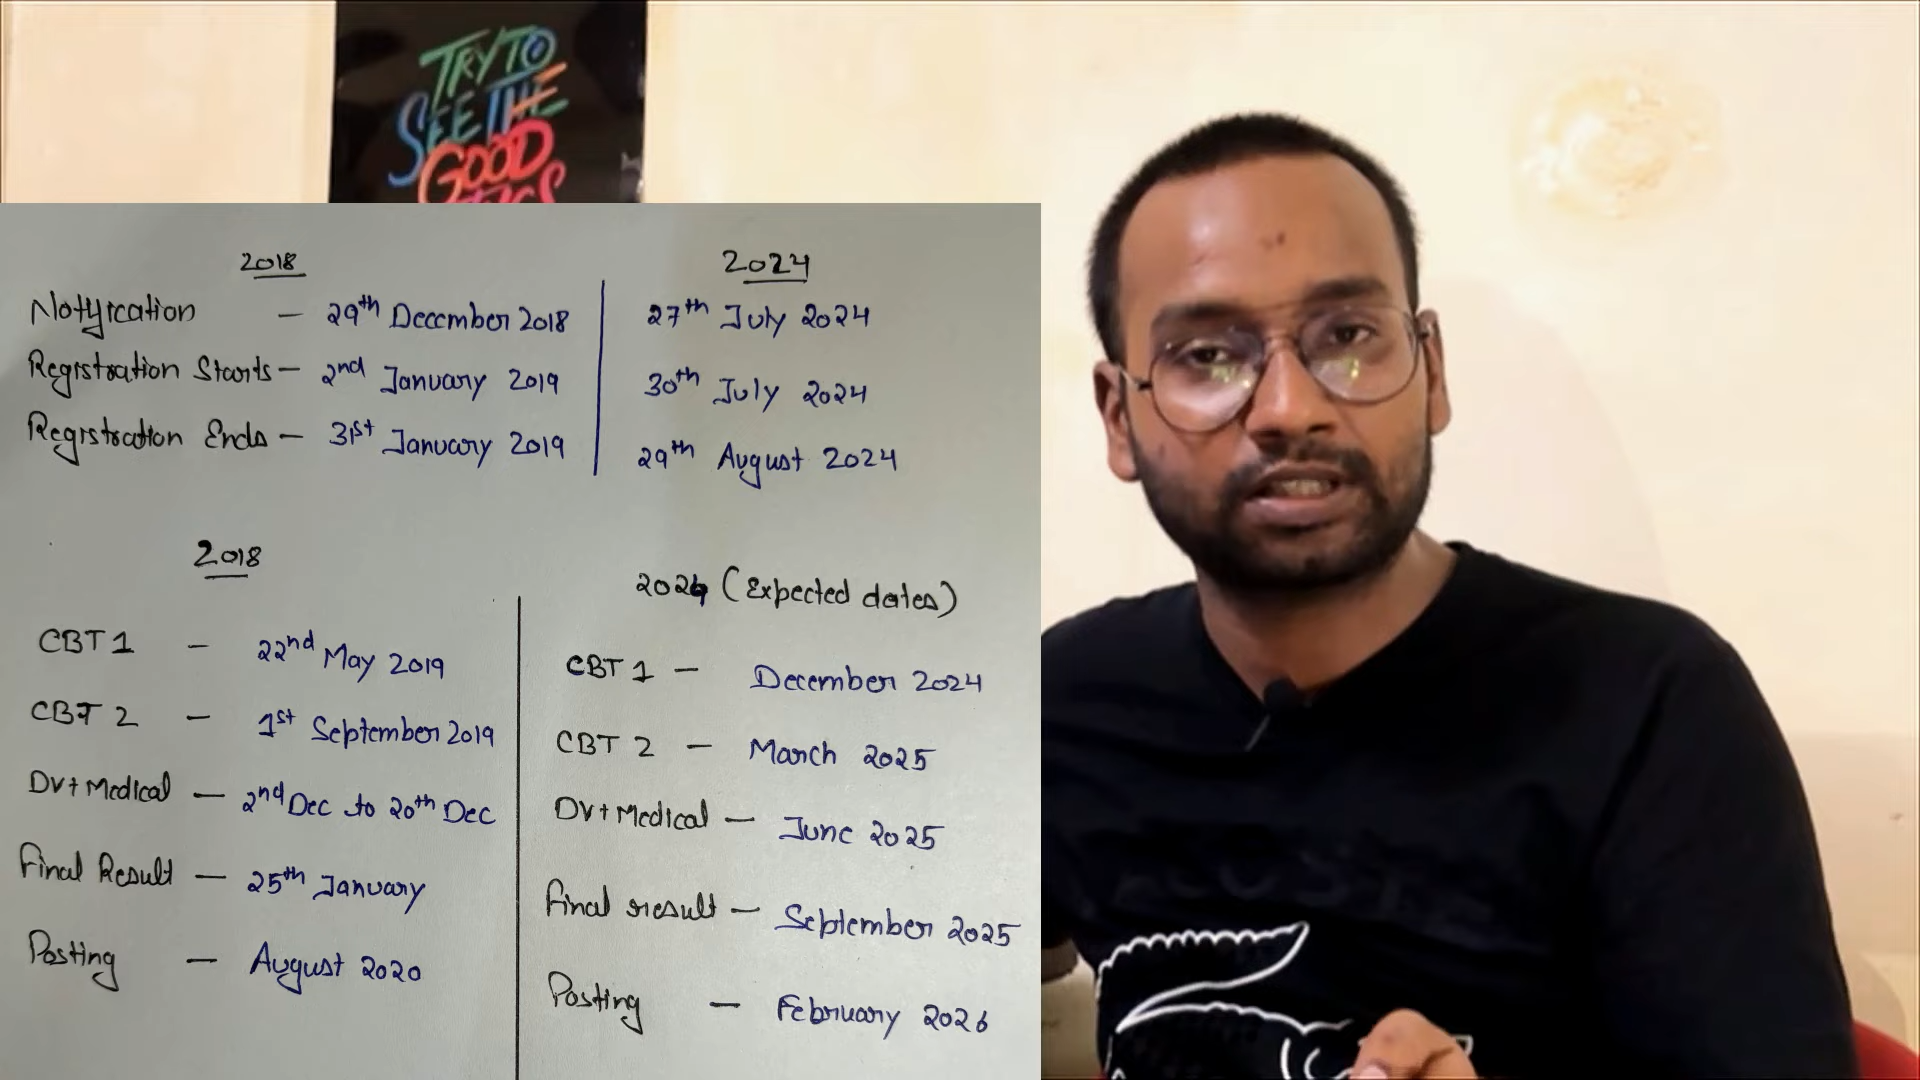 TRY TO
SEE THE
GOOD
2018 2024
Notification - 29th December 2018 27th July 2024
Registration Starts - 2nd January 2019 30th July 2024
Registration Ends - 31st January 2019 29th August 2024
2018
2024 (Expected dates)
CBT 1 - 22nd May 2019 CBT 1 - December 2024
CBT 2 - 1st September 2019 CBT 2 - March 2025
DV+Medical - 2nd Dec to 20th Dec DV+Medical - June 2025
Final Result - 25th January Final result - September 2025
Posting - August 2020 Posting - February 2026